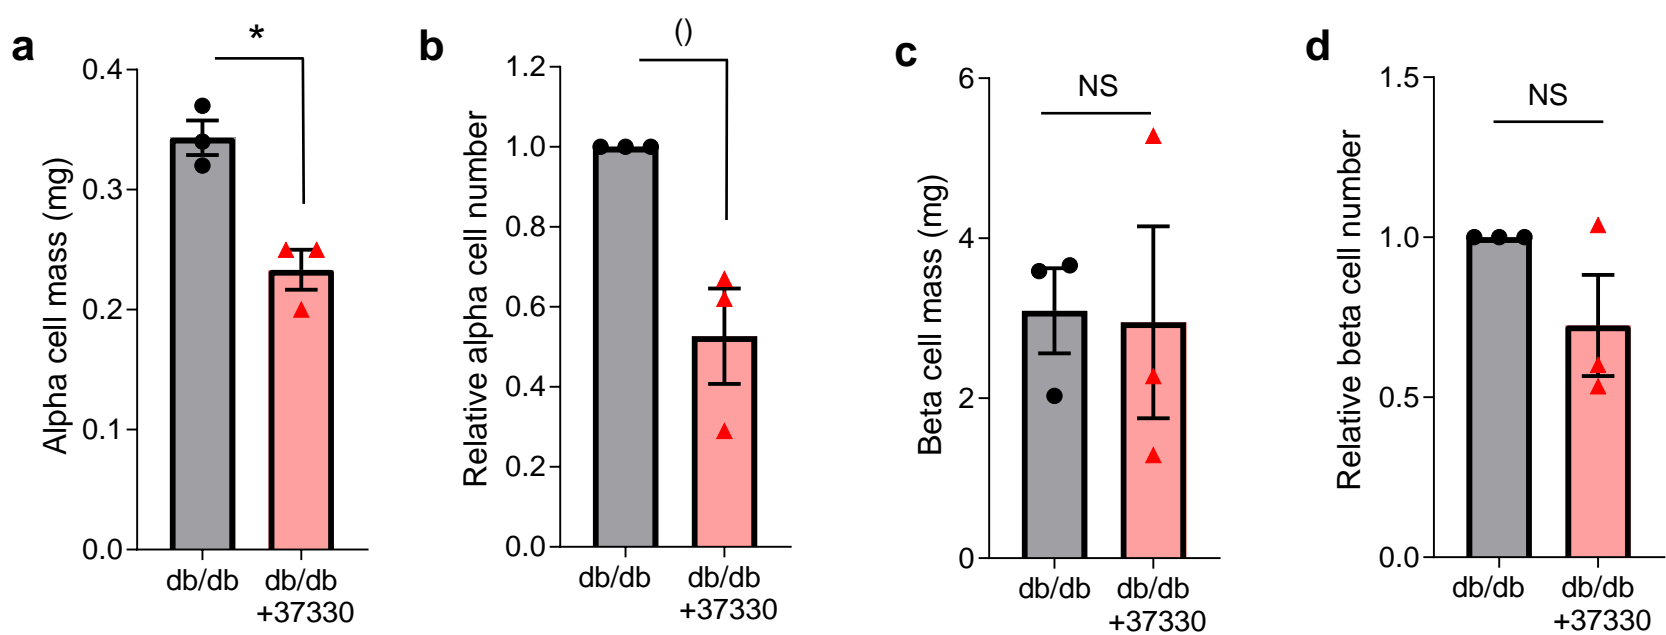 a
*
Alpha cell mass (mg)
0.4
0.3
0.2
0.1
0.0
db/db
db/db
+37330
b
()
Relative alpha cell number
1.2
1.0
0.8
0.6
0.4
0.2
0.0
db/db
db/db
+37330
c
NS
Beta cell mass (mg)
6
4
2
0
db/db
db/db
+37330
d
NS
Relative beta cell number
1.5
1.0
0.5
0.0
db/db
db/db
+37330